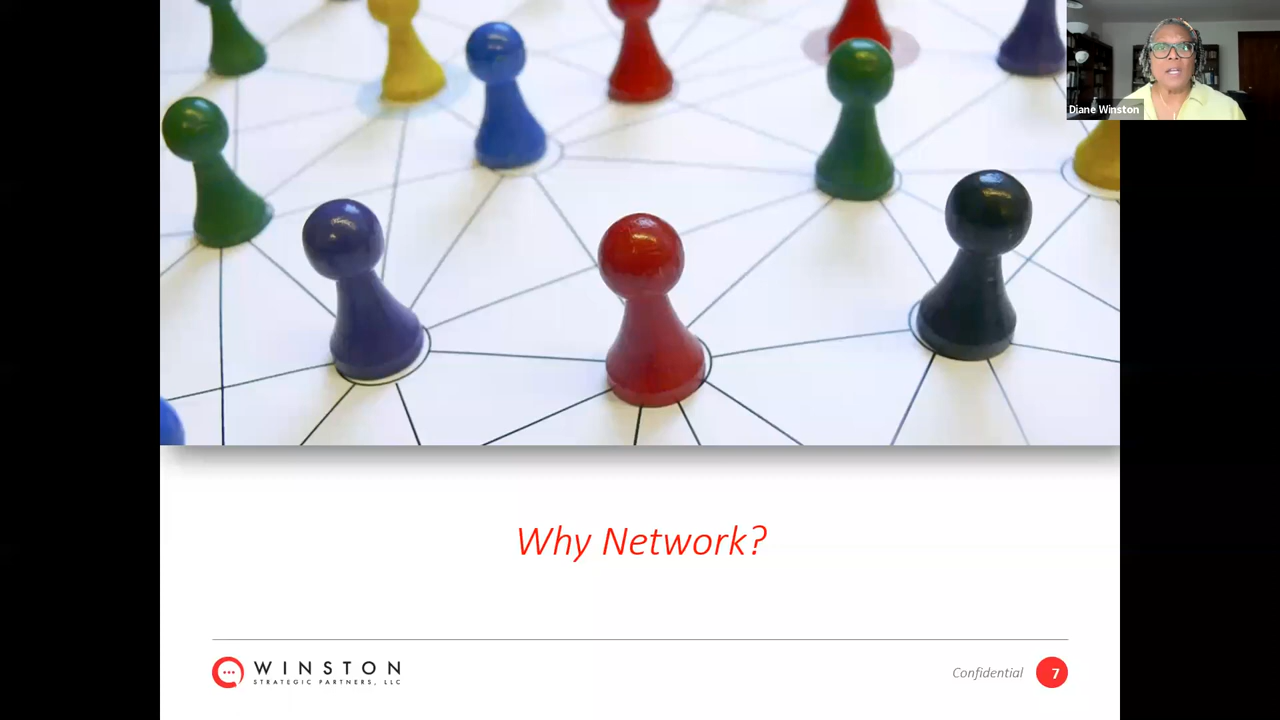 Diane Winston
Why Network?
WINSTON
STRATEGIC PARTNERS, LLC
Confidential
7